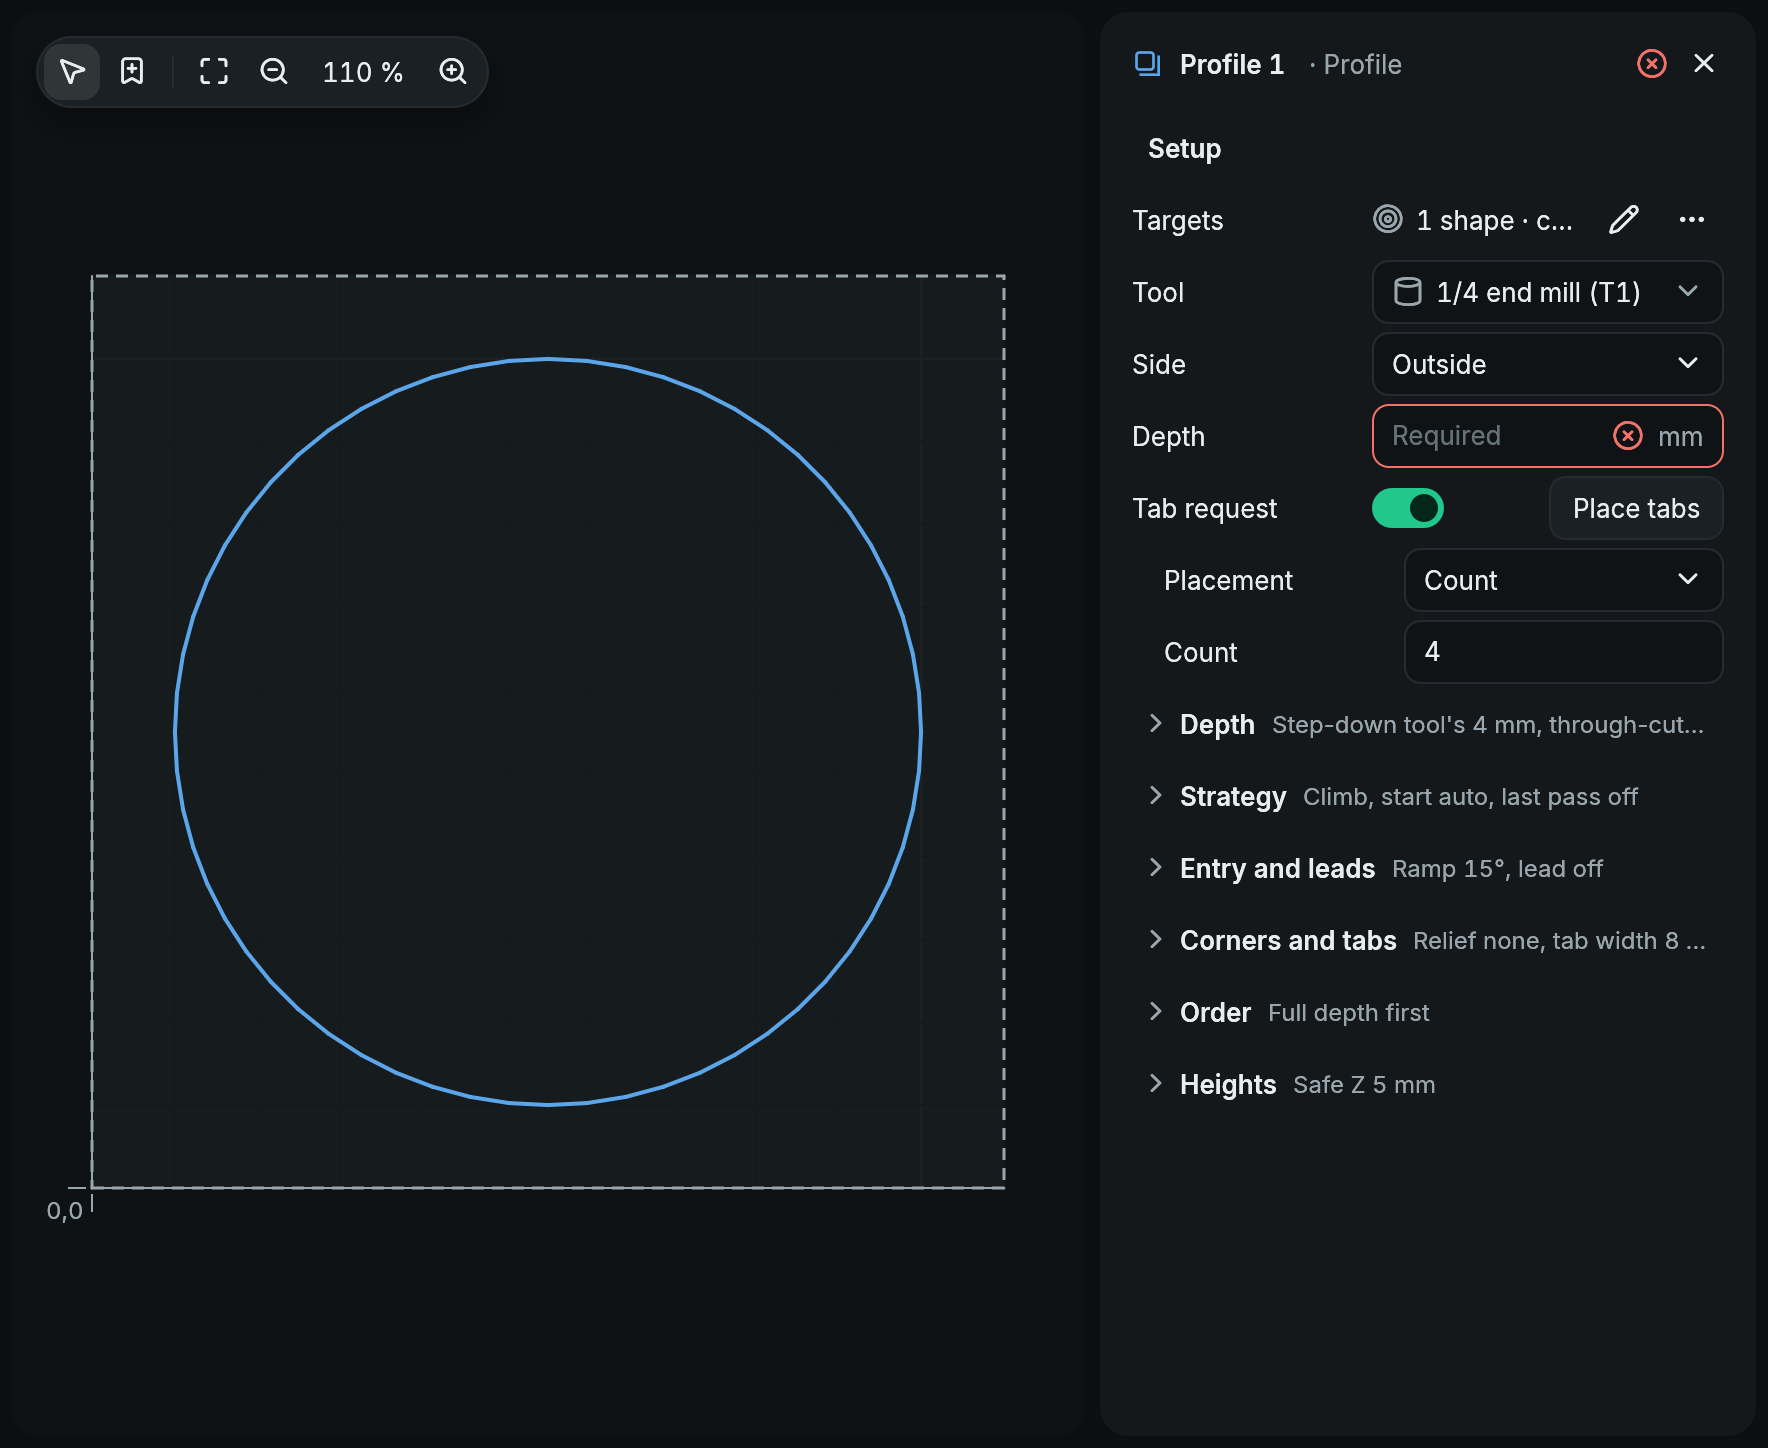 110 %
0,0
Profile 1 · Profile
Setup
Targets 1 shape · c...
Tool 1/4 end mill (T1)
Side Outside
Depth Required mm
Tab request Place tabs
Placement Count
Count 4
Depth Step-down tool's 4 mm, through-cut...
Strategy Climb, start auto, last pass off
Entry and leads Ramp 15°, lead off
Corners and tabs Relief none, tab width 8 ...
Order Full depth first
Heights Safe Z 5 mm